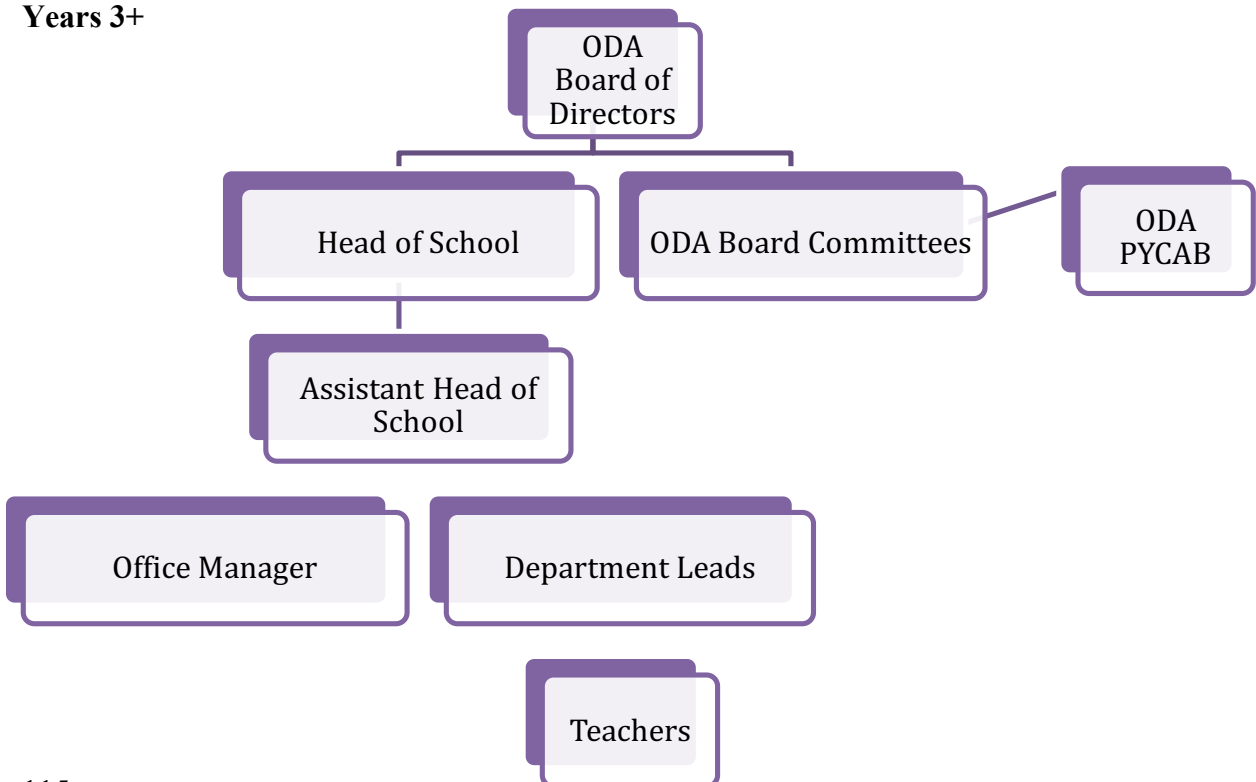 Years 3+
ODA
Board of
Directors
Head of School
ODA Board Committees
ODA
PYCAB
Assistant Head of
School
Office Manager
Department Leads
Teachers